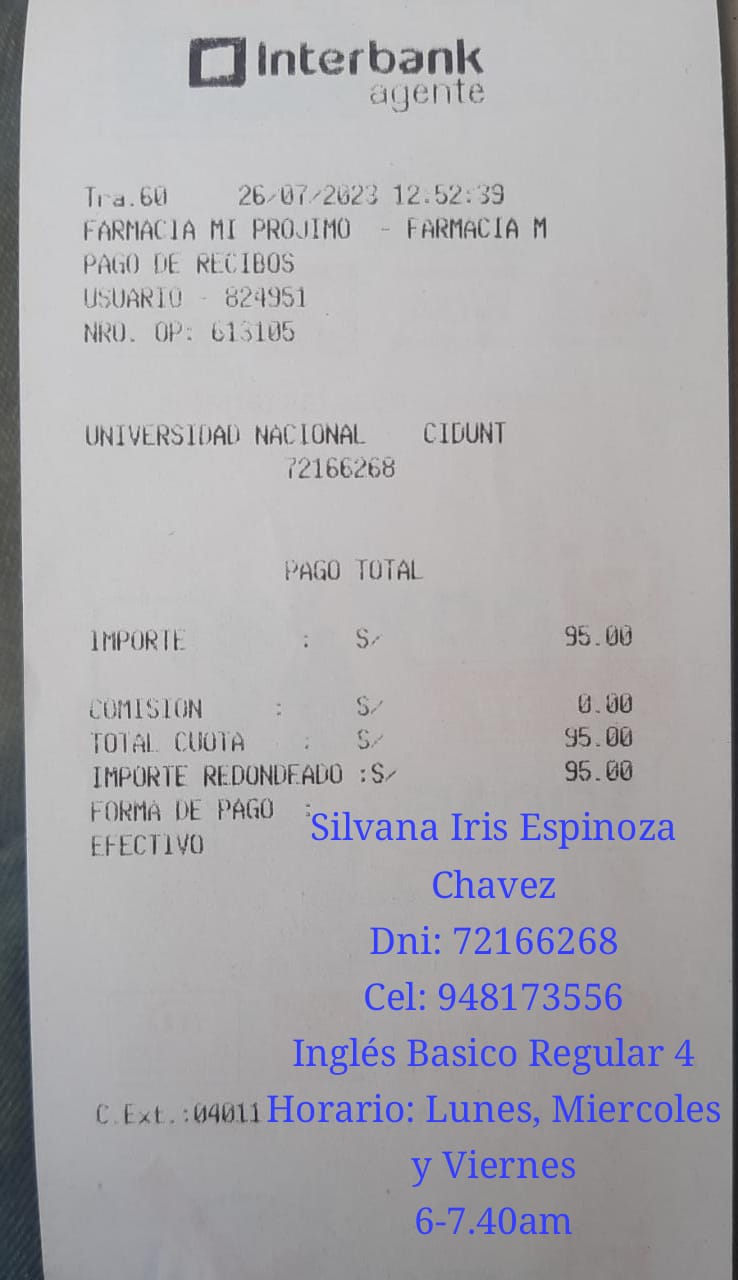 Interbank
agente
Tra.60 26/07/2023 12:52:39
FARMACIA MI PROJIMO - FARMACIA M
PAGO DE RECIBOS
USUARIO - 824951
NRO. OP: 613105
UNIVERSIDAD NACIONAL CIDUNT
72166268
PAGO TOTAL
IMPORTE : S/ 95.00
COMISION : S/ 0.00
TOTAL CUOTA : S/ 95.00
IMPORTE REDONDEADO :S/ 95.00
FORMA DE PAGO :
EFECTIVO
Silvana Iris Espinoza
Chavez
Dni: 72166268
Cel: 948173556
Inglés Basico Regular 4
C.Ext.:04011
Horario: Lunes, Miercoles
y Viernes
6-7.40am